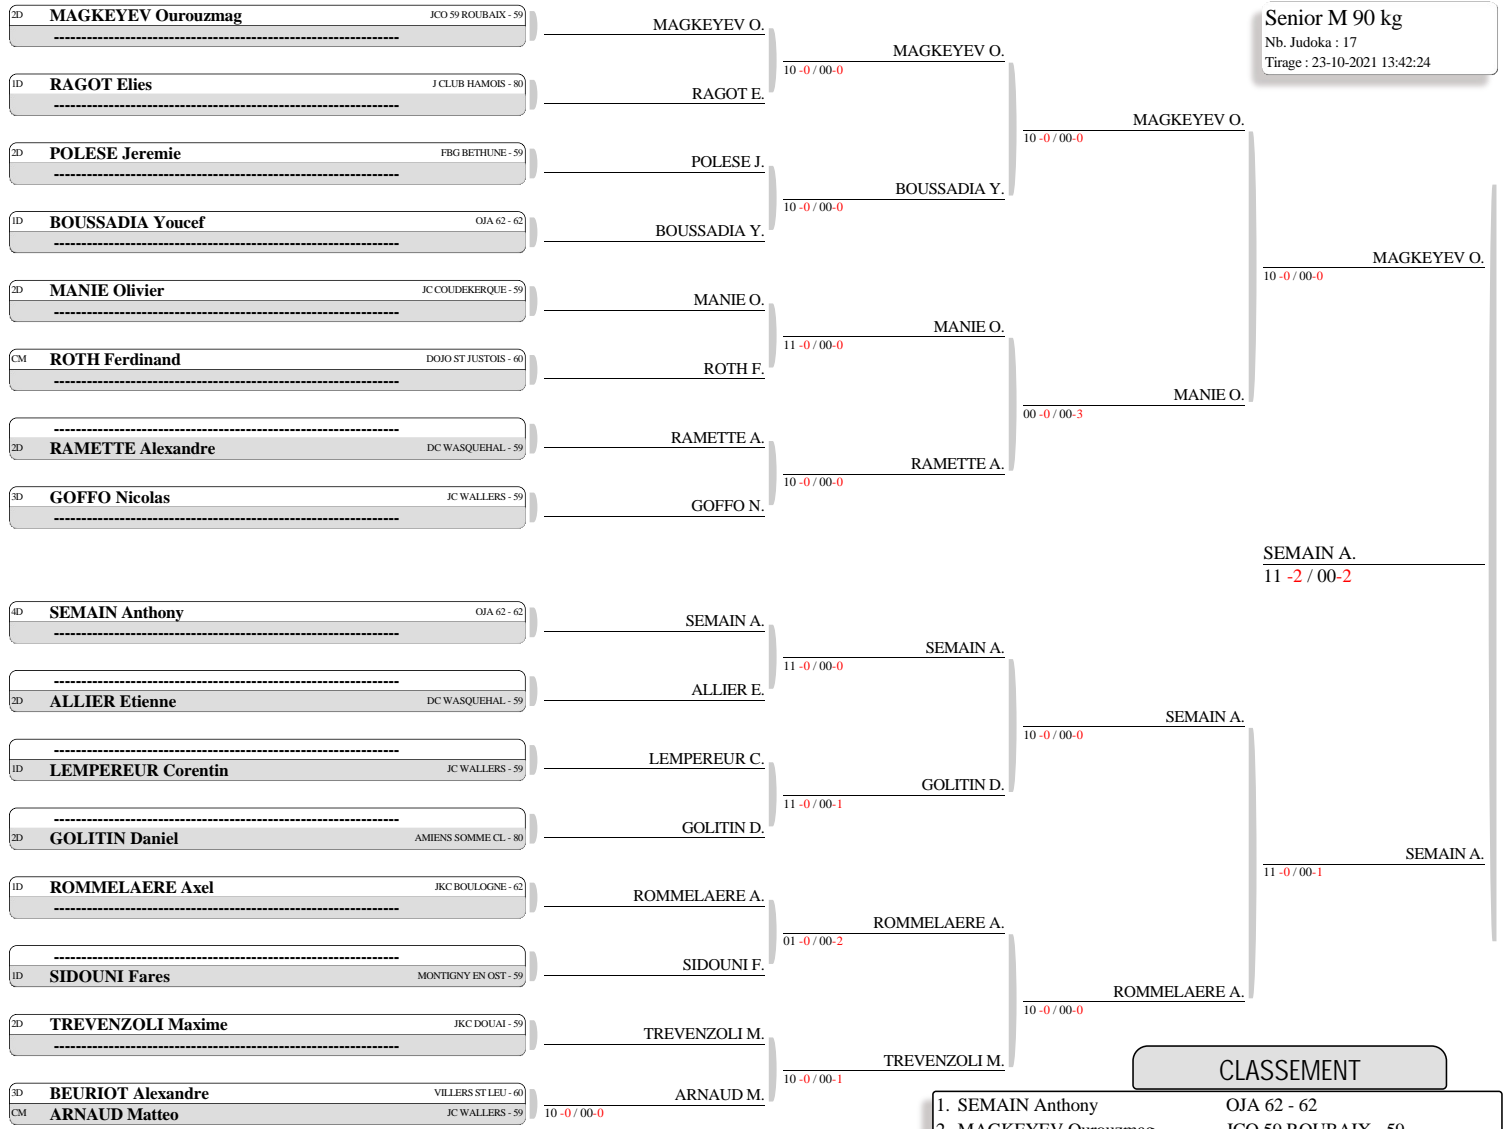 Senior M 90 kg
Nb. Judoka : 17
Tirage : 23-10-2021 13:42:24
2D MAGKEYEV Ourouzmag JCO 59 ROUBAIX - 59
------------------------------------------------------------------
1D RAGOT Elies J CLUB HAMOIS - 80
------------------------------------------------------------------
2D POLESE Jeremie FBG BETHUNE - 59
------------------------------------------------------------------
1D BOUSSADIA Youcef OJA 62 - 62
------------------------------------------------------------------
2D MANIE Olivier JC COUDEKERQUE - 59
------------------------------------------------------------------
CM ROTH Ferdinand DOJO ST JUSTOIS - 60
------------------------------------------------------------------
------------------------------------------------------------------
2D RAMETTE Alexandre DC WASQUEHAL - 59
3D GOFFO Nicolas JC WALLERS - 59
------------------------------------------------------------------
4D SEMAIN Anthony OJA 62 - 62
------------------------------------------------------------------
------------------------------------------------------------------
2D ALLIER Etienne DC WASQUEHAL - 59
------------------------------------------------------------------
1D LEMPEREUR Corentin JC WALLERS - 59
------------------------------------------------------------------
2D GOLITIN Daniel AMIENS SOMME CL - 80
1D ROMMELAERE Axel JKC BOULOGNE - 62
------------------------------------------------------------------
------------------------------------------------------------------
1D SIDOUNI Fares MONTIGNY EN OST - 59
2D TREVENZOLI Maxime JKC DOUAI - 59
------------------------------------------------------------------
3D BEURIOT Alexandre VILLERS ST LEU - 60
CM ARNAUD Matteo JC WALLERS - 59
MAGKEYEV O.
RAGOT E.
POLESE J.
BOUSSADIA Y.
MANIE O.
ROTH F.
RAMETTE A.
GOFFO N.
SEMAIN A.
ALLIER E.
LEMPEREUR C.
GOLITIN D.
ROMMELAERE A.
SIDOUNI F.
TREVENZOLI M.
ARNAUD M.
10 -0 / 00-0
MAGKEYEV O.
10 -0 / 00-0
BOUSSADIA Y.
10 -0 / 00-0
MANIE O.
11 -0 / 00-0
RAMETTE A.
10 -0 / 00-0
SEMAIN A.
11 -0 / 00-0
GOLITIN D.
11 -0 / 00-1
ROMMELAERE A.
01 -0 / 00-2
TREVENZOLI M.
10 -0 / 00-1
MAGKEYEV O.
10 -0 / 00-0
MANIE O.
00 -0 / 00-3
SEMAIN A.
10 -0 / 00-0
ROMMELAERE A.
10 -0 / 00-0
MAGKEYEV O.
10 -0 / 00-0
SEMAIN A.
11 -2 / 00-2
SEMAIN A.
11 -0 / 00-1
CLASSEMENT
1. SEMAIN Anthony OJA 62 - 62
2. MAGKEYEV Ourouzmag JCO 59 ROUBAIX - 59